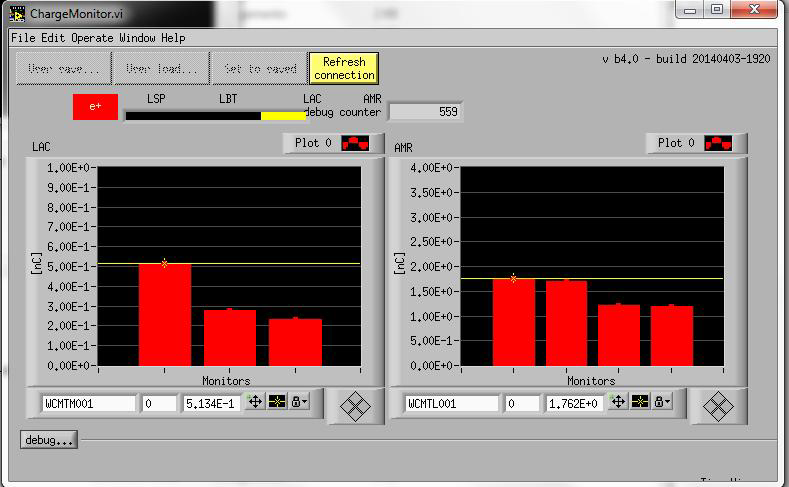 ChargeMonitor.vi
File Edit Operate Window Help
User save... User load... Set to saved Refresh connection
v b4.0 - build 20140403-1920
e+ LSP LBT LAC AMR
debug counter 559
LAC Plot 0
1.00E+0-
9.00E-1-
8.00E-1-
7.00E-1-
6.00E-1-
5.00E-1-
4.00E-1-
3.00E-1-
2.00E-1-
1.00E-1-
0.00E+0-
[nC]
Monitors
WCMTM001 0 5.134E-1
AMR Plot 0
4.00E+0-
3.50E+0-
3.00E+0-
2.50E+0-
2.00E+0-
1.50E+0-
1.00E+0-
5.00E-1-
0.00E+0-
[nC]
Monitors
WCMTL001 0 1.762E+0
debug...